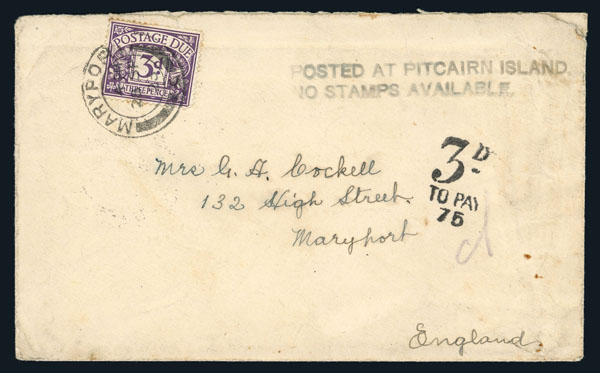 POSTAGE DUE
3D
THREE PENCE
MARYPORT
POSTED AT PITCAIRN ISLAND.
NO STAMPS AVAILABLE.
3D.
TO PAY
75
Mrs G. A. Cockell
132 High Street.
Maryport
England.